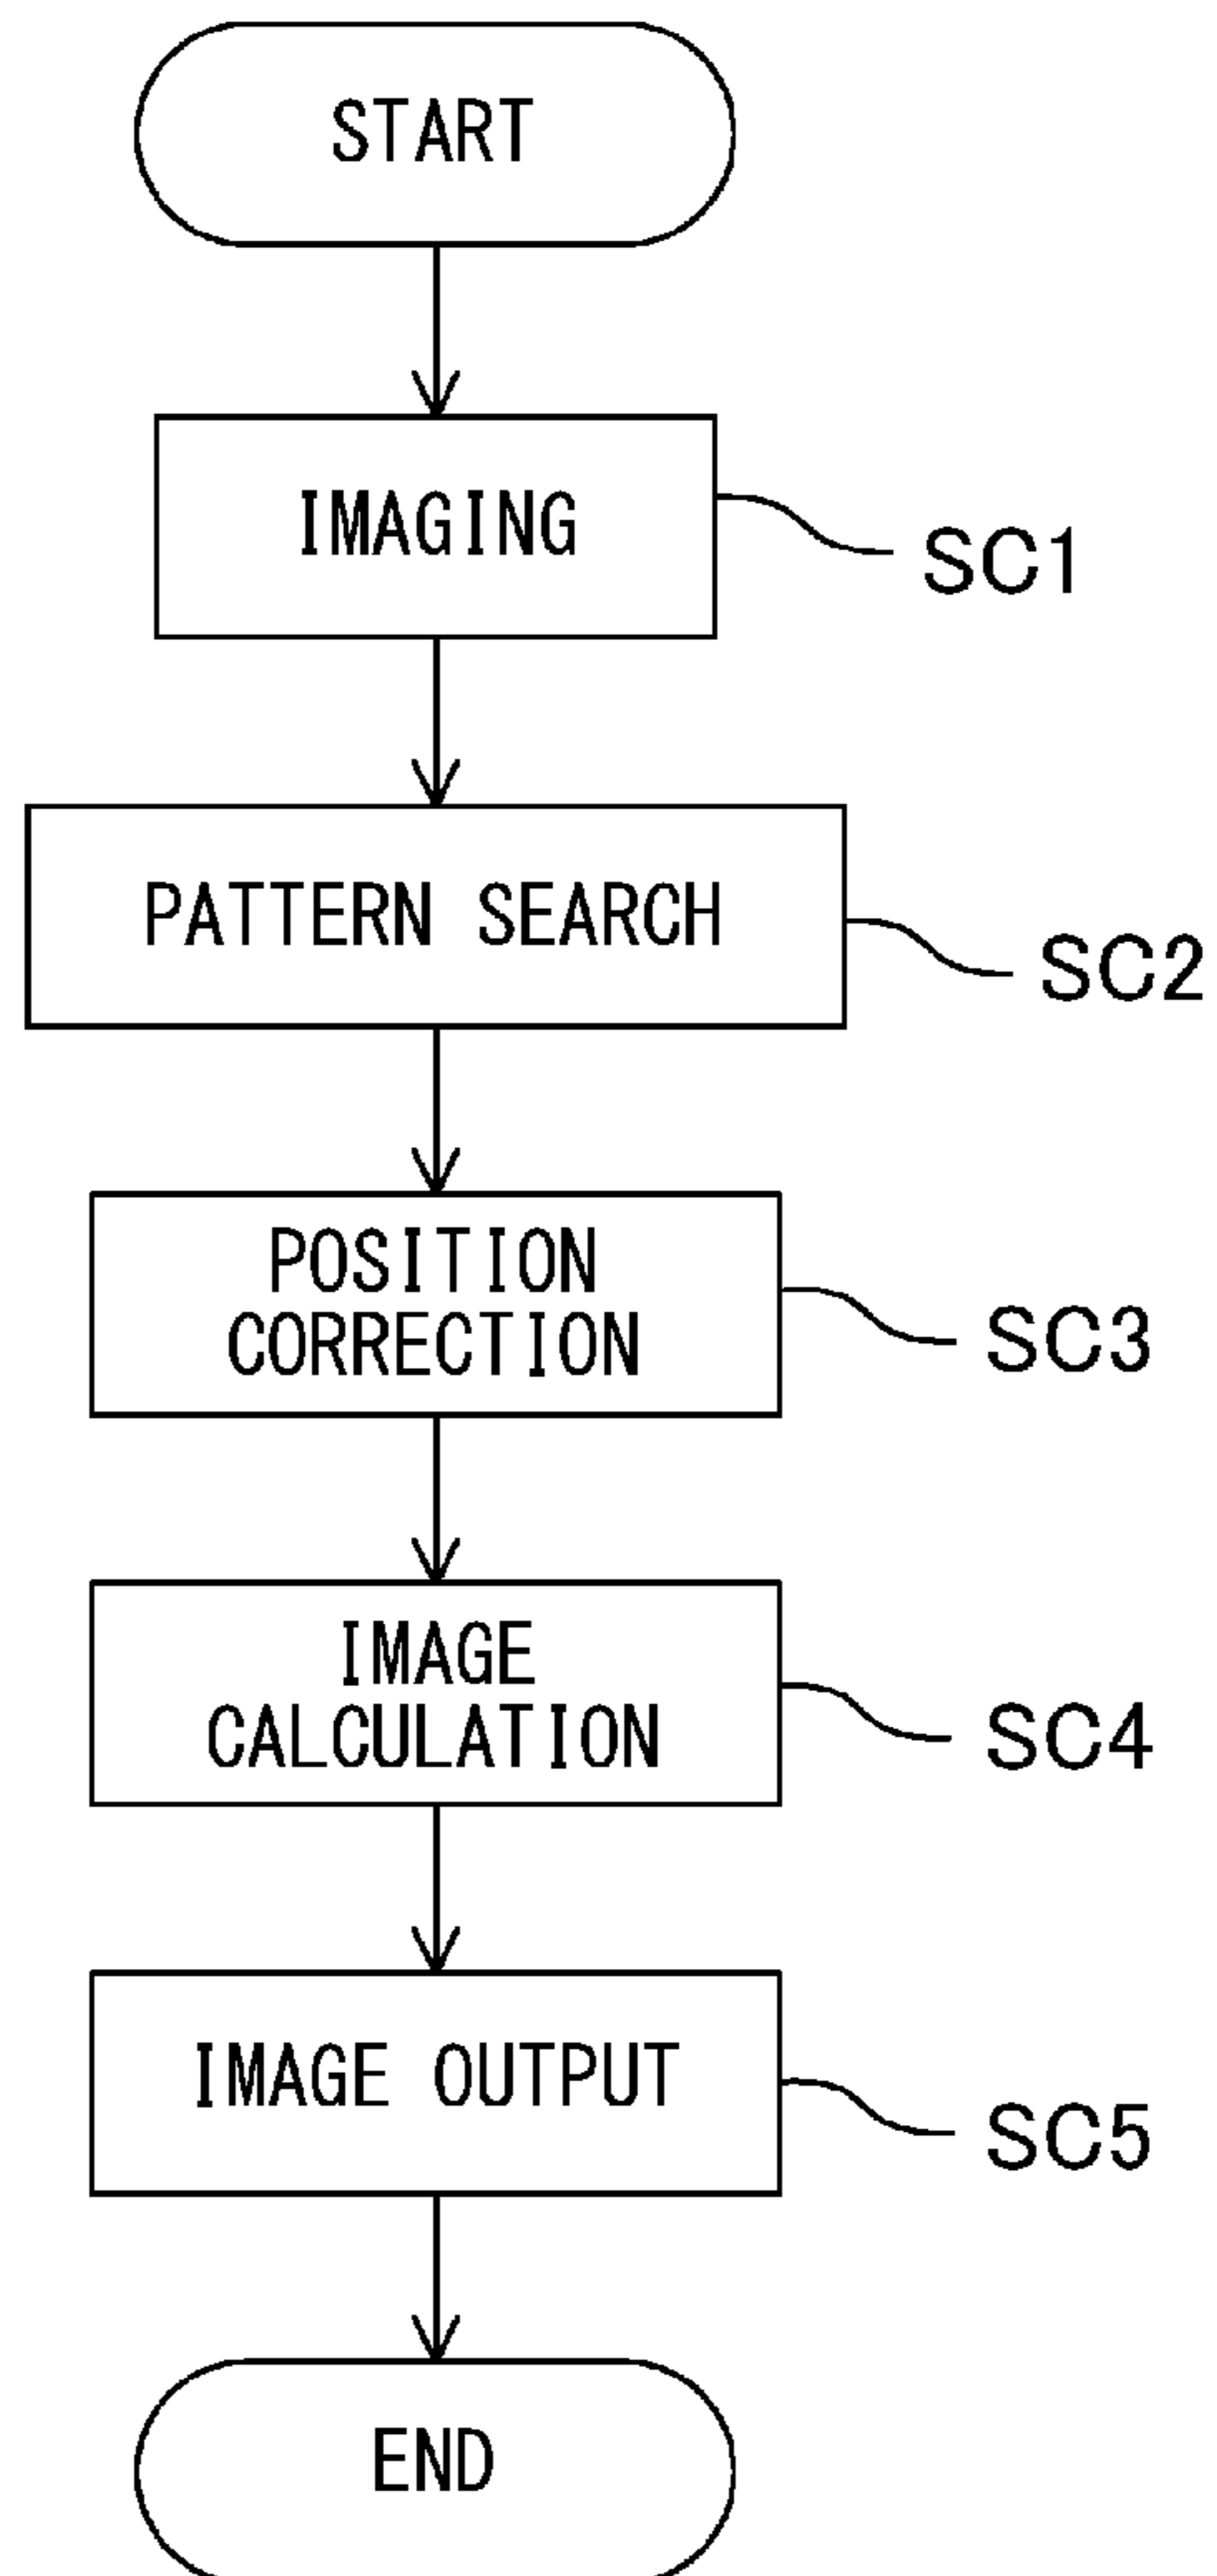 START
IMAGING
SC1
PATTERN SEARCH
SC2
POSITION
CORRECTION
SC3
IMAGE
CALCULATION
SC4
IMAGE OUTPUT
SC5
END